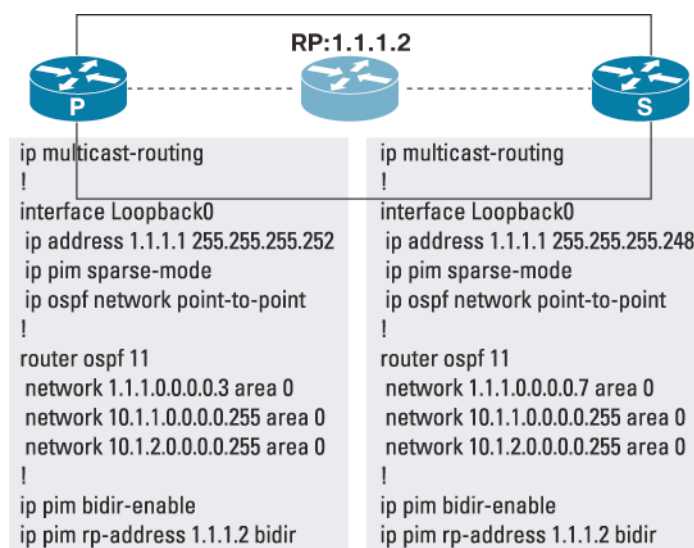 RP:1.1.1.2
P
S
ip multicast-routing
!
interface Loopback0
ip address 1.1.1.1 255.255.255.252
ip pim sparse-mode
ip ospf network point-to-point
!
router ospf 11
network 1.1.1.0.0.0.0.3 area 0
network 10.1.1.0.0.0.0.255 area 0
network 10.1.2.0.0.0.0.255 area 0
!
ip pim bidir-enable
ip pim rp-address 1.1.1.2 bidir
ip multicast-routing
!
interface Loopback0
ip address 1.1.1.1 255.255.255.248
ip pim sparse-mode
ip ospf network point-to-point
!
router ospf 11
network 1.1.1.0.0.0.0.7 area 0
network 10.1.1.0.0.0.0.255 area 0
network 10.1.2.0.0.0.0.255 area 0
!
ip pim bidir-enable
ip pim rp-address 1.1.1.2 bidir